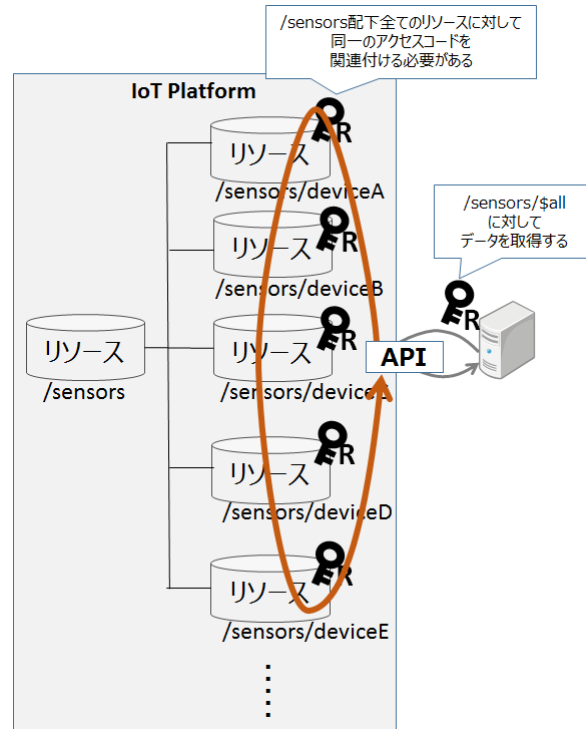 /sensors配下全てのリソースに対して
同一のアクセスコードを
関連付ける必要がある
IoT Platform
R
リソース
/sensors/deviceA
/sensors/$all
に対して
データを取得する
R
リソース
/sensors/deviceB
R
R
リソース
/sensors
リソース
/sensors/device
API
R
リソース
/sensors/deviceD
R
リソース
/sensors/deviceE